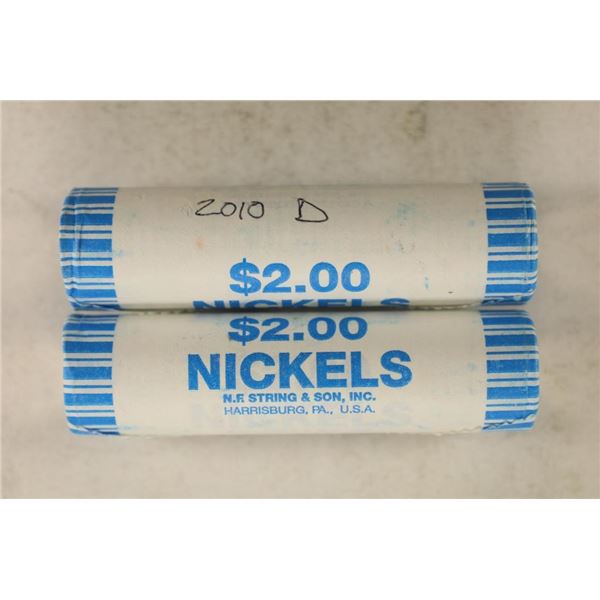 2010 D
$2.00
NICKELS
$2.00
NICKELS
N.F. STRING & SON, INC.
HARRISBURG, PA., U.S.A.